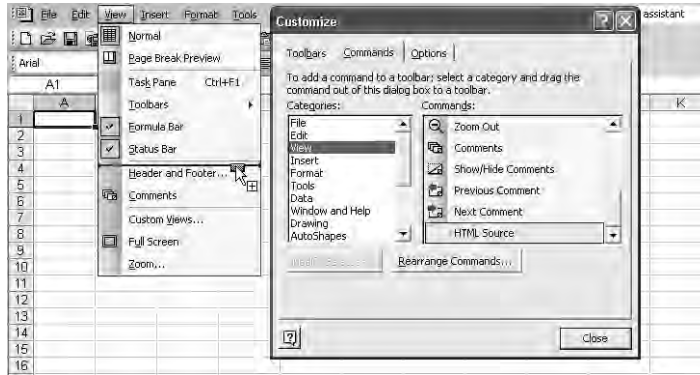 File Edit View Insert Format Tools
Arial
A1
A
K
1
2
3
4
5
6
7
8
9
10
11
12
13
14
15
16
Normal
Page Break Preview
Task Pane Ctrl+F1
Toolbars
Formula Bar
Status Bar
Header and Footer...
Comments
Custom Views...
Full Screen
Zoom...
Customize
assistant
Toolbars Commands Options
To add a command to a toolbar: select a category and drag the
command out of this dialog box to a toolbar.
Categories:
File
Edit
View
Insert
Format
Tools
Data
Window and Help
Drawing
AutoShapes
Commands:
Zoom Out
Comments
Show/Hide Comments
Previous Comment
Next Comment
HTML Source
Rearrange Commands...
Close